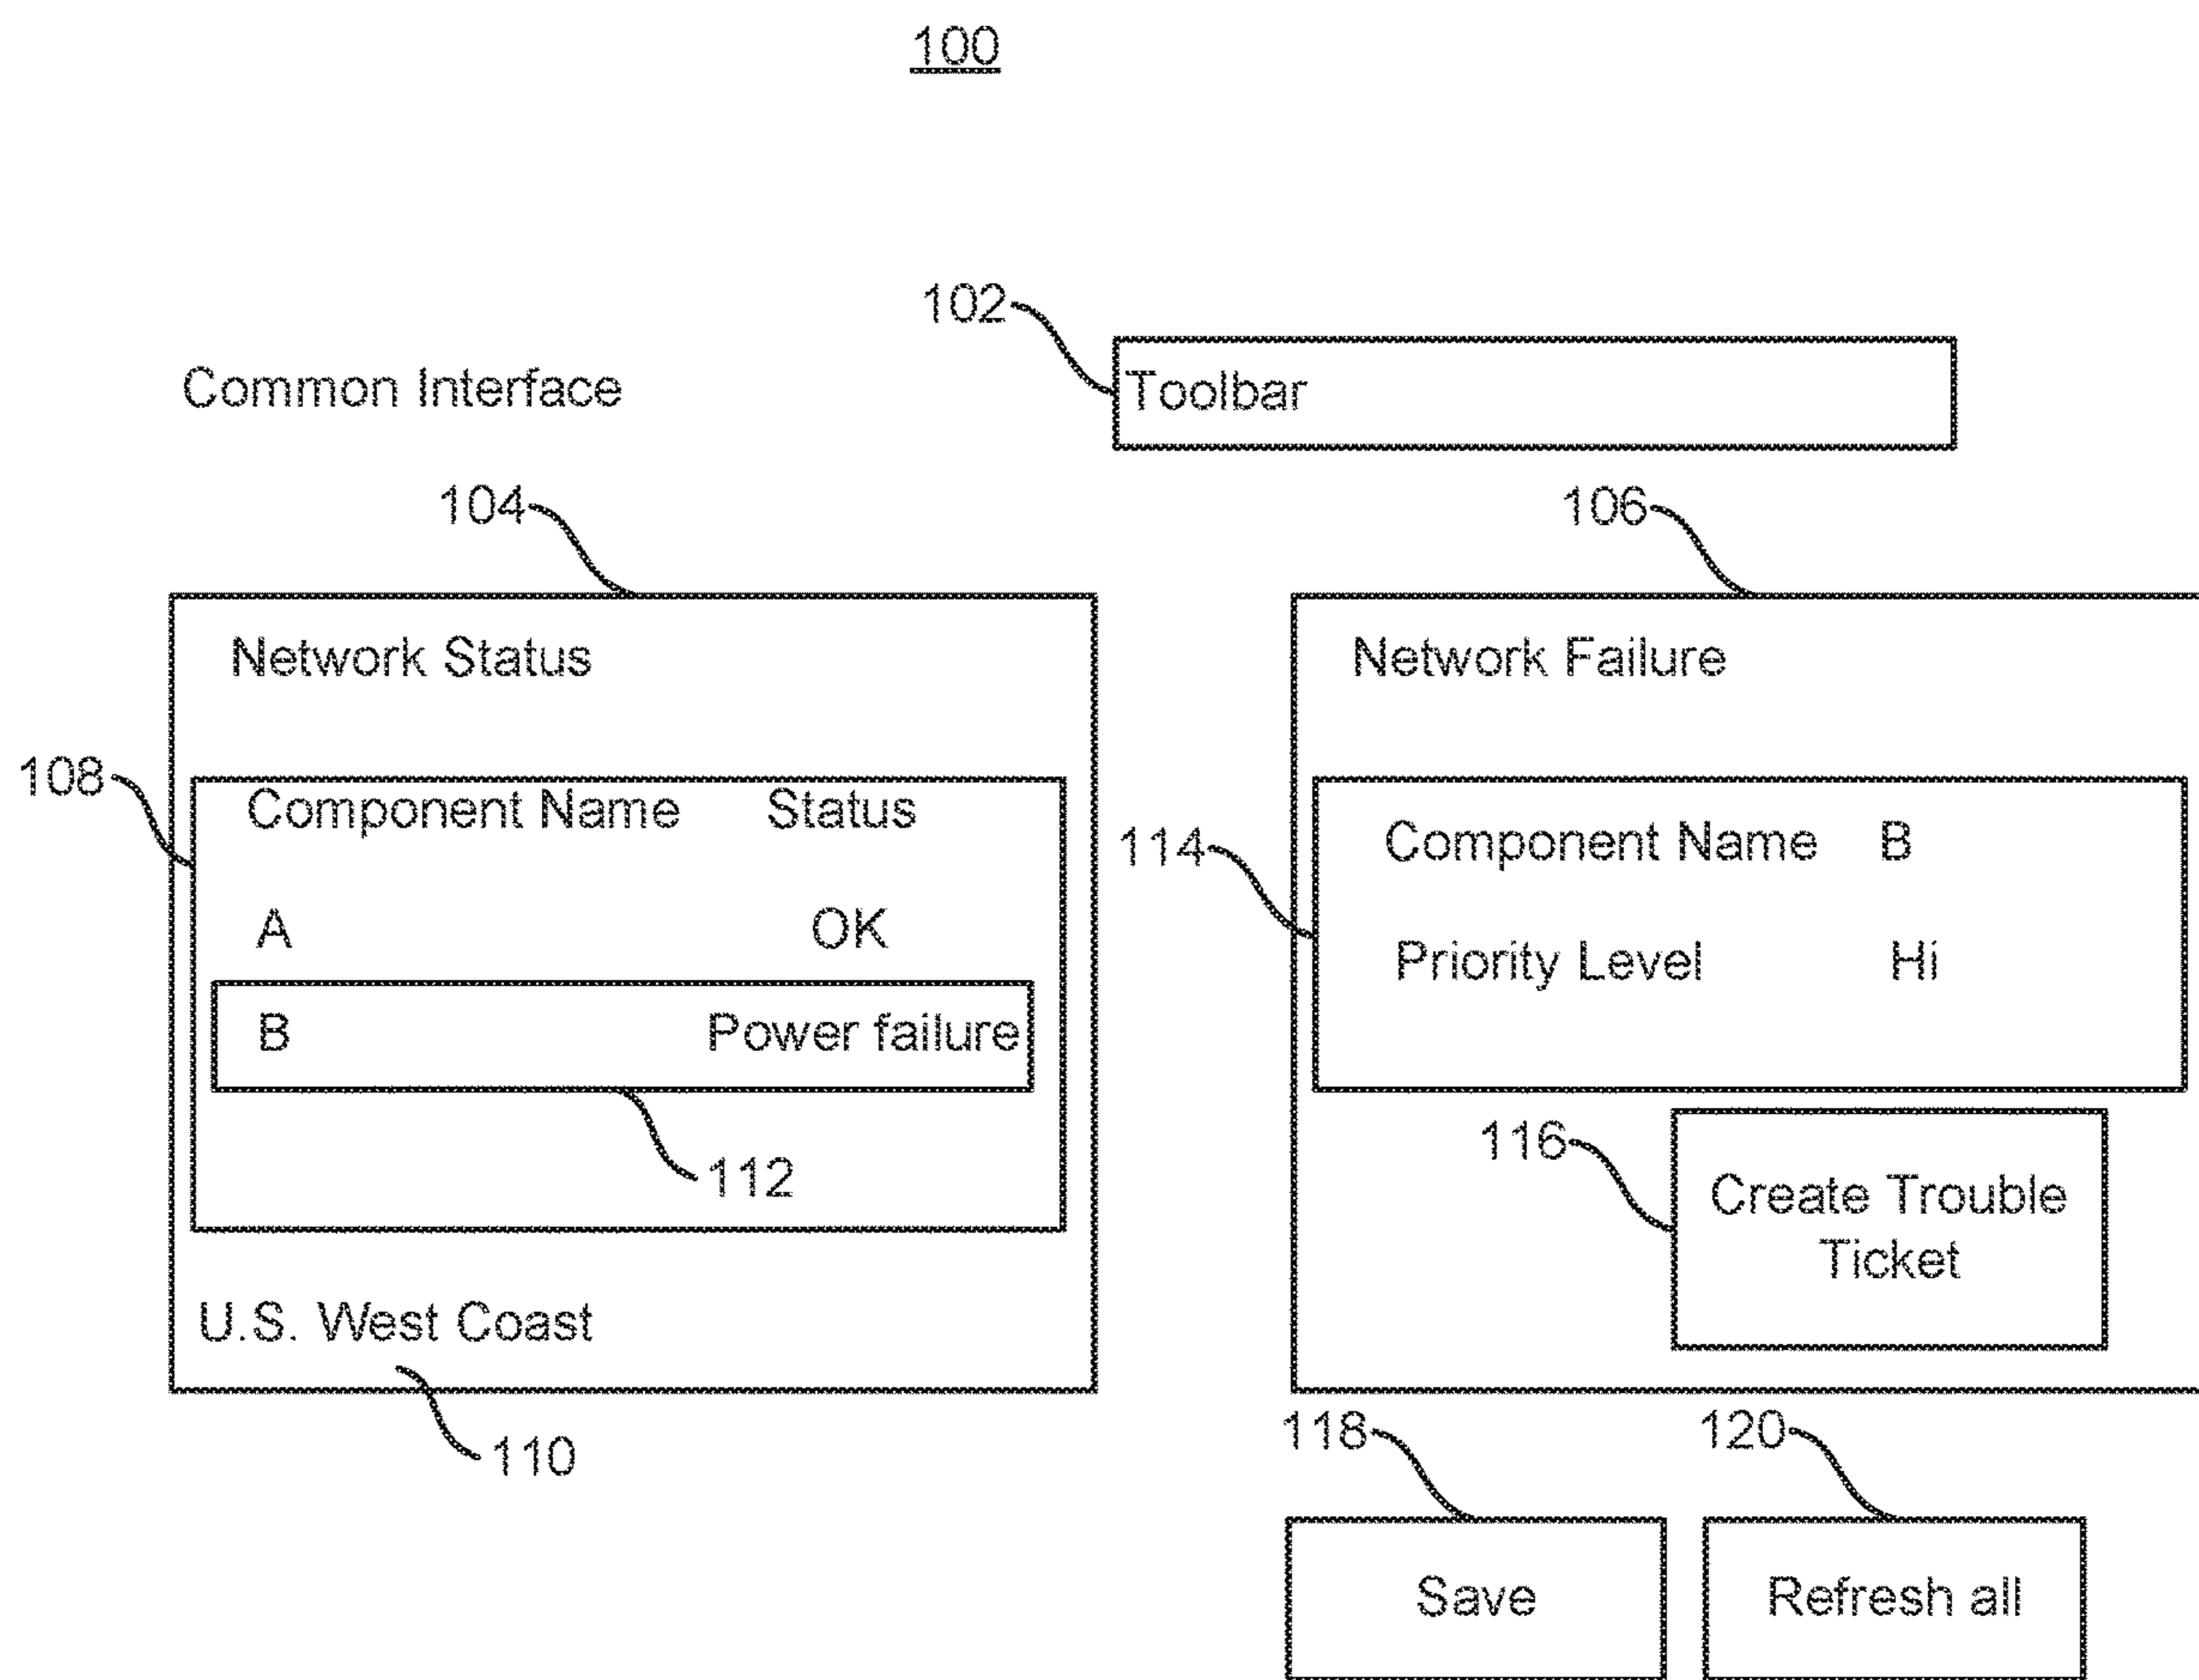 100
102
Common Interface
Toolbar
104
106
Network Status
Network Failure
108
Component Name Status
114
Component Name B
A OK
Priority Level Hi
B Power failure
112
116
Create Trouble
Ticket
U.S. West Coast
110
118
120
Save
Refresh all